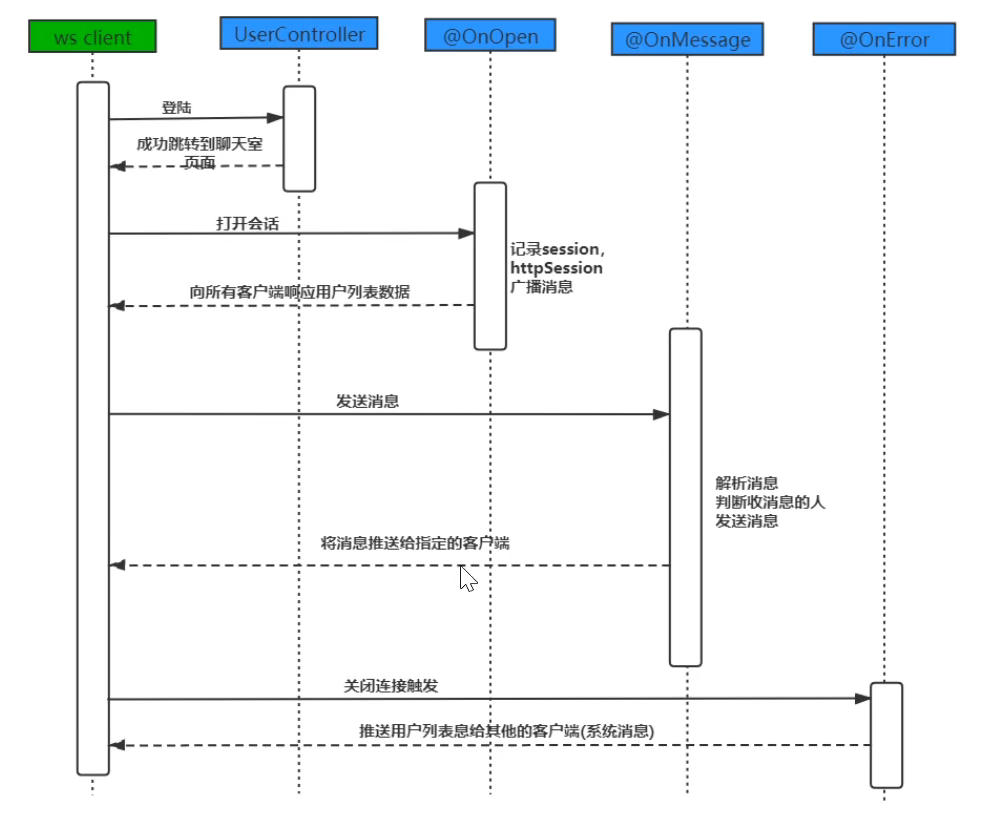 ws client
UserController
@OnOpen
@OnMessage
@OnError
登陆
成功跳转到聊天室
页面
打开会话
记录session，
httpSession
广播消息
向所有客户端响应用户列表数据
发送消息
解析消息
判断收消息的人
发送消息
将消息推送给指定的客户端
关闭连接触发
推送用户列表息给其他的客户端(系统消息)